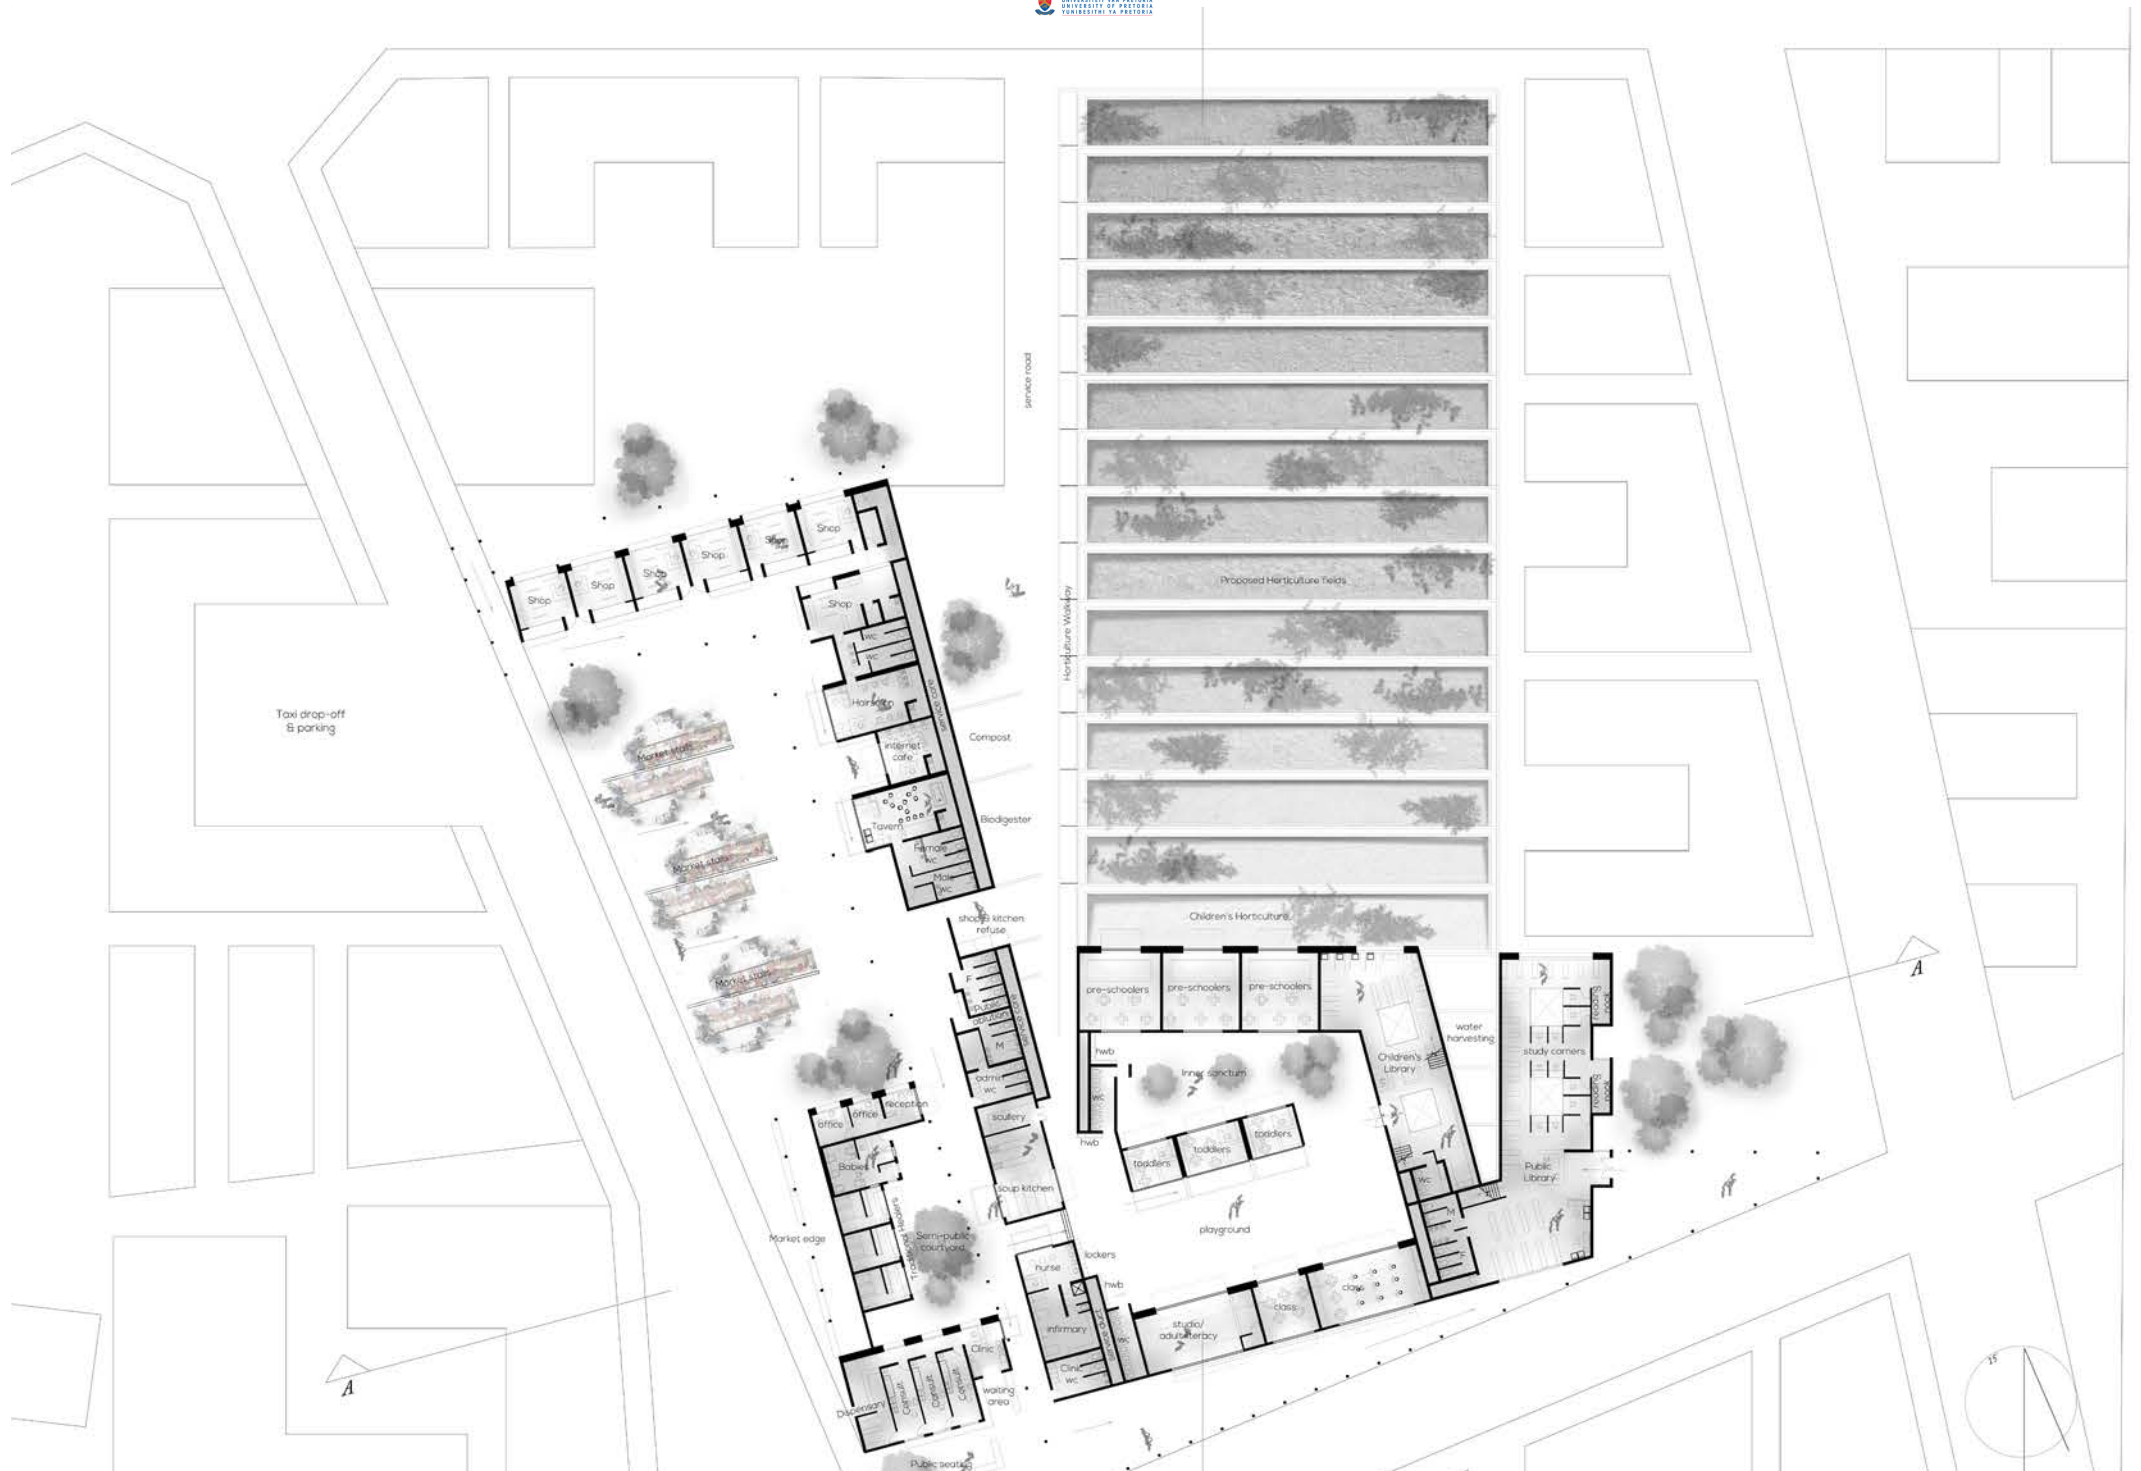 UNIVERSITY OF PRETORIA
YUNIBESITHI YA PRETORIA
service road
Shop
Shop
Shop
Shop
Shop
Shop
Shop
wc
wc
Hair salon
internet
cafe
service core
Compost
Tavern
Biodigester
Female
wc
Male
wc
Taxi drop-off
& parking
Market stalls
Market stalls
Market stalls
Horticulture Walkway
Proposed Horticulture fields
Children's Horticulture
shop & kitchen
refuse
F
Public
ablution
service core
M
admin
wc
scullery
soup kitchen
office
office
reception
Babies
Traditional Healers
Semi-public
courtyard
Market edge
pre-schoolers
pre-schoolers
pre-schoolers
hwb
wc
hwb
Inner sanctum
toddlers
toddlers
toddlers
playground
Children's
Library
water
harvesting
study corners
Public
Library
wc
M
F
lockers
hwb
nurse
infirmary
service duct
wc
Clinic
wc
studio/
adult literacy
class
class
Clinic
Consult
Consult
Consult
Dispensary
waiting
area
Public seating
A
A
15